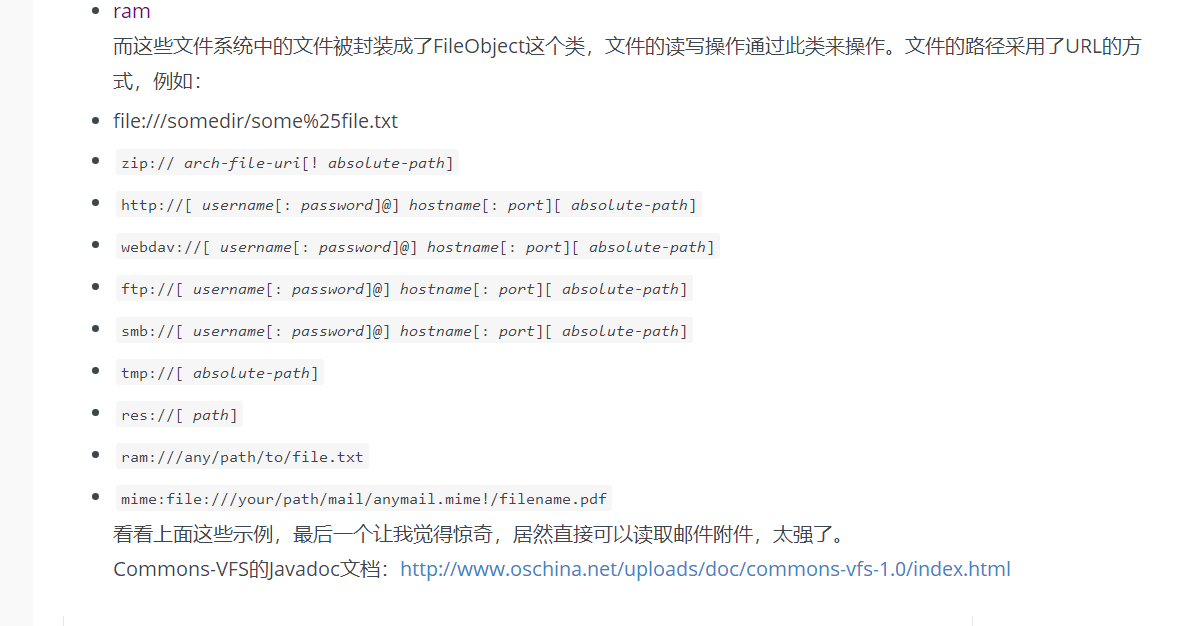 ram
而这些文件系统中的文件被封装成了FileObject这个类，文件的读写操作通过此类来操作。文件的路径采用了URL的方
式，例如：
file:///somedir/some%25file.txt
zip:// arch-file-uri[! absolute-path]
http://[ username[: password]@] hostname[: port][ absolute-path]
webdav://[ username[: password]@] hostname[: port][ absolute-path]
ftp://[ username[: password]@] hostname[: port][ absolute-path]
smb://[ username[: password]@] hostname[: port][ absolute-path]
tmp://[ absolute-path]
res://[ path]
ram:///any/path/to/file.txt
mime:file:///your/path/mail/anymail.mime!/filename.pdf
看看上面这些示例，最后一个让我觉得惊奇，居然直接可以读取邮件附件，太强了。
Commons-VFS的Javadoc文档：http://www.oschina.net/uploads/doc/commons-vfs-1.0/index.html